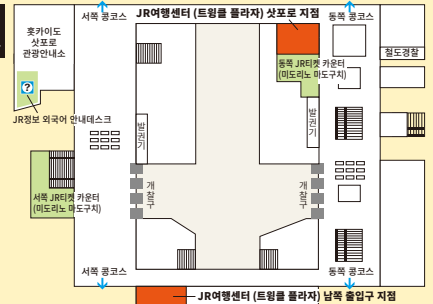 서쪽 콩코스
JR여행센터 (트윙클 플라자) 삿포로 지점
동쪽 콩코스
홋카이도
삿포로
관광안내소
?
JR정보 외국어 안내데스크
동쪽 JR티켓 카운터
(미도리노 마도구치)
철도경찰
발권기
발권기
서쪽 JR티켓 카운터
(미도리노 마도구치)
개찰구
개찰구
서쪽 콩코스
동쪽 콩코스
JR여행센터 (트윙클 플라자) 남쪽 출입구 지점